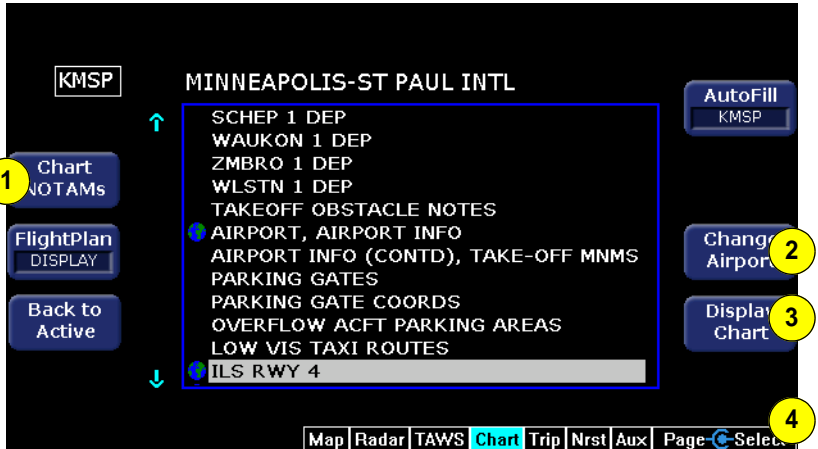 KMSP
MINNEAPOLIS-ST PAUL INTL
AutoFill
KMSP
SCHEP 1 DEP
WAUKON 1 DEP
ZMBRO 1 DEP
WLSTN 1 DEP
TAKEOFF OBSTACLE NOTES
AIRPORT, AIRPORT INFO
AIRPORT INFO (CONTD), TAKE-OFF MNMS
PARKING GATES
PARKING GATE COORDS
OVERFLOW ACFT PARKING AREAS
LOW VIS TAXI ROUTES
ILS RWY 4
1
Chart
NOTAMs
FlightPlan
DISPLAY
Back to
Active
Change
Airport
2
Display
Chart
3
4
Map Radar TAWS Chart Trip Nrst Aux Page Select